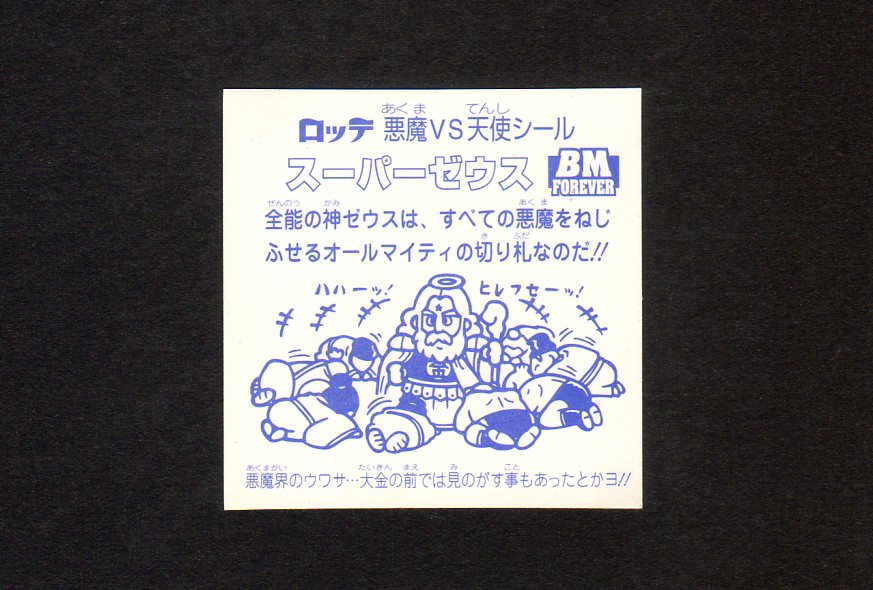 あくま てんし
ロッテ 悪魔VS天使シール
スーパーゼウス
BM
FOREVER
ぜんのう かみ あくま
全能の神ゼウスは、すべての悪魔をねじ
き ふだ
ふせるオールマイティの切り札なのだ!!
ハハーッ! ヒレフセーッ!
あくまかい たいきん まえ み こと
悪魔界のウワサ…大金の前では見のがす事もあったとかヨ!!